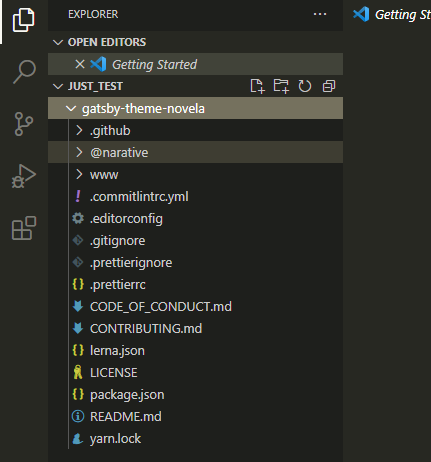 EXPLORER
Getting St
OPEN EDITORS
Getting Started
JUST_TEST
gatsby-theme-novela
.github
@narative
www
.commitlintrc.yml
.editorconfig
.gitignore
.prettierignore
.prettierrc
CODE_OF_CONDUCT.md
CONTRIBUTING.md
lerna.json
LICENSE
package.json
README.md
yarn.lock